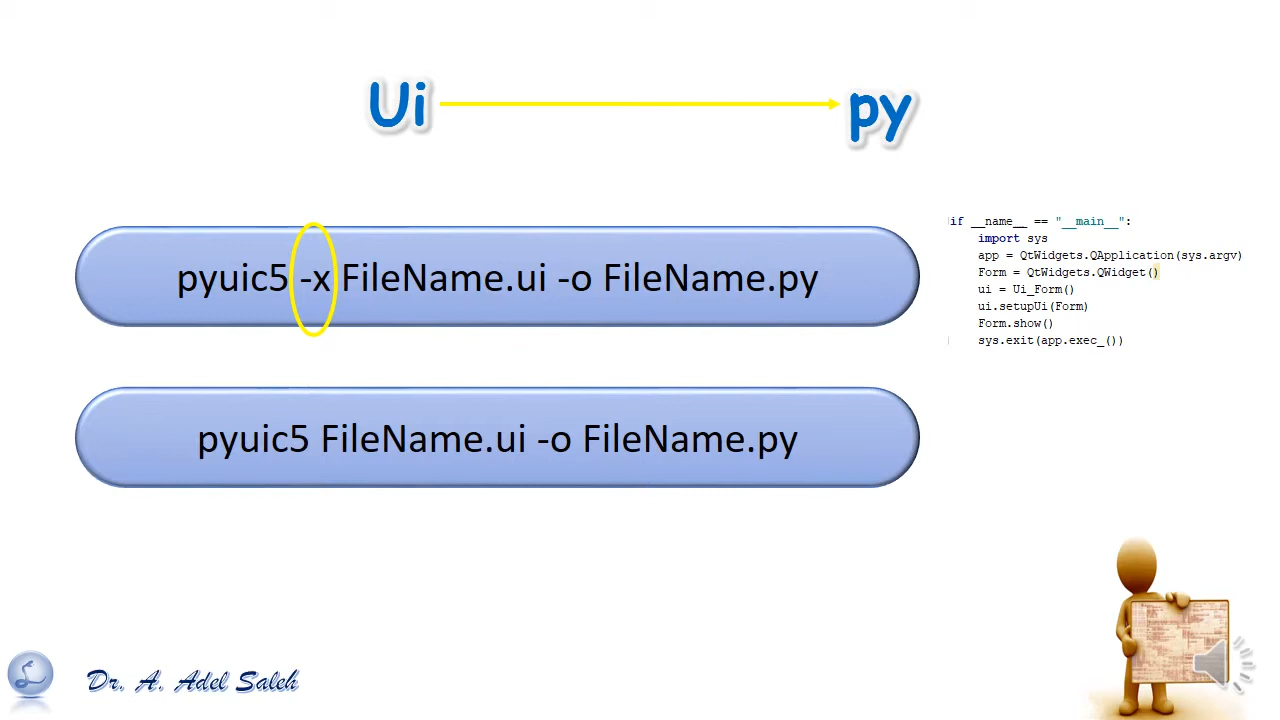 Ui
py
pyuic5 -x FileName.ui -o FileName.py
if __name__ == "__main__":
    import sys
    app = QtWidgets.QApplication(sys.argv)
    Form = QtWidgets.QWidget()
    ui = Ui_Form()
    ui.setupUi(Form)
    Form.show()
    sys.exit(app.exec_())
pyuic5 FileName.ui -o FileName.py
Dr. A. Adel Saleh